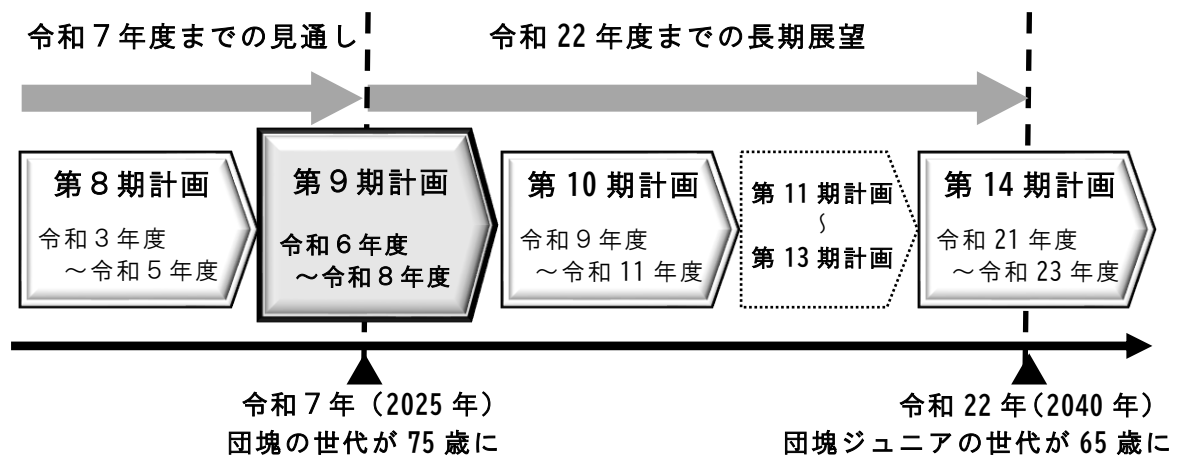 令和７年度までの見通し
令和 22 年度までの長期展望
第８期計画
令和３年度
～令和５年度
第９期計画
令和６年度
～令和８年度
第 10 期計画
令和９年度
～令和 11 年度
第 11 期計画
～
第 13 期計画
第 14 期計画
令和 21 年度
～令和 23 年度
令和７年（2025 年）
団塊の世代が 75 歳に
令和 22 年（2040 年）
団塊ジュニアの世代が 65 歳に